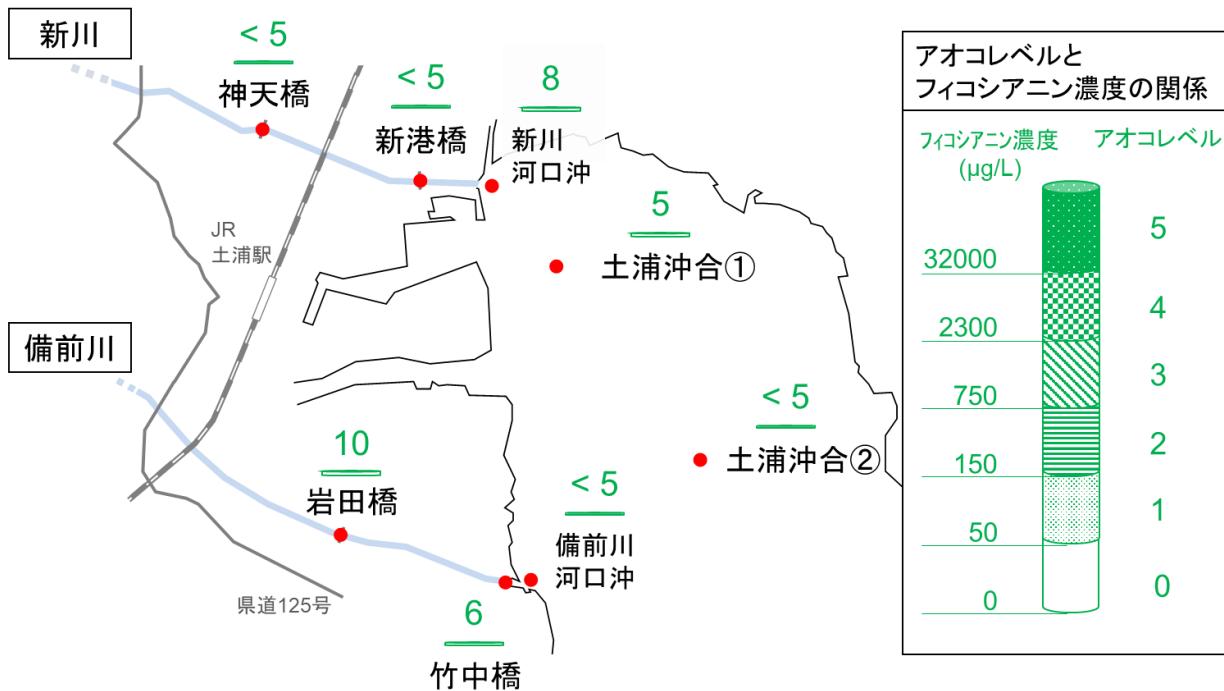 新川
< 5
神天橋
< 5
新港橋
8
新川
河口沖
5
土浦沖合①
JR
土浦駅
備前川
< 5
土浦沖合②
10
岩田橋
< 5
備前川
河口沖
県道125号
6
竹中橋
アオコレベルと
フィコシアニン濃度の関係
フィコシアニン濃度
(µg/L)
アオコレベル
5
32000
4
2300
3
750
2
150
1
50
0
0